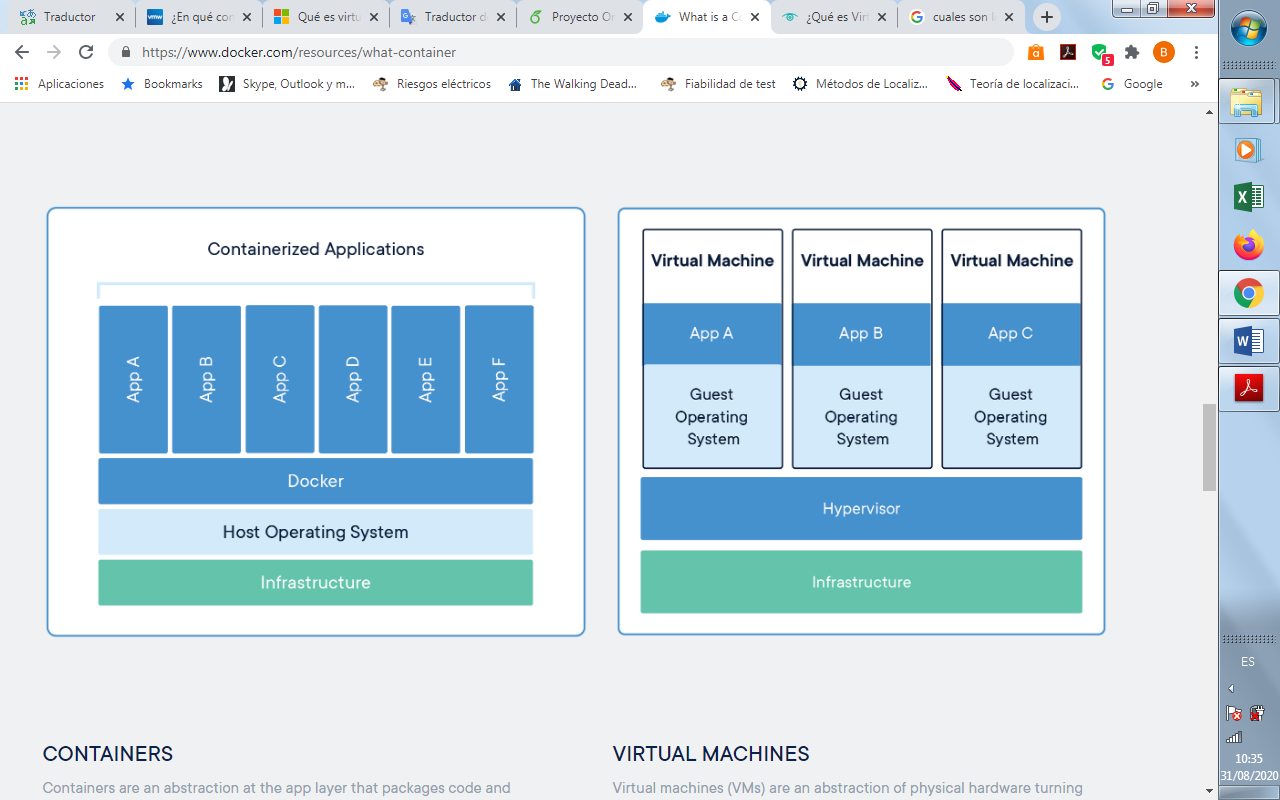 Traductor
¿En qué con
Qué es virtu
Traductor d
Proyecto Or
What is a Co
¿Qué es Virt
cuales son l
https://www.docker.com/resources/what-container
5
B
Aplicaciones
Bookmarks
Skype, Outlook y m...
Riesgos eléctricos
The Walking Dead...
Fiabilidad de test
Métodos de Localiz...
Teoría de localizaci...
Google
»
Containerized Applications
App A
App B
App C
App D
App E
App F
Docker
Host Operating System
Infrastructure
Virtual Machine
App A
Guest
Operating
System
Virtual Machine
App B
Guest
Operating
System
Virtual Machine
App C
Guest
Operating
System
Hypervisor
Infrastructure
CONTAINERS
Containers are an abstraction at the app layer that packages code and
VIRTUAL MACHINES
Virtual machines (VMs) are an abstraction of physical hardware turning
ES
10:35
31/08/2020